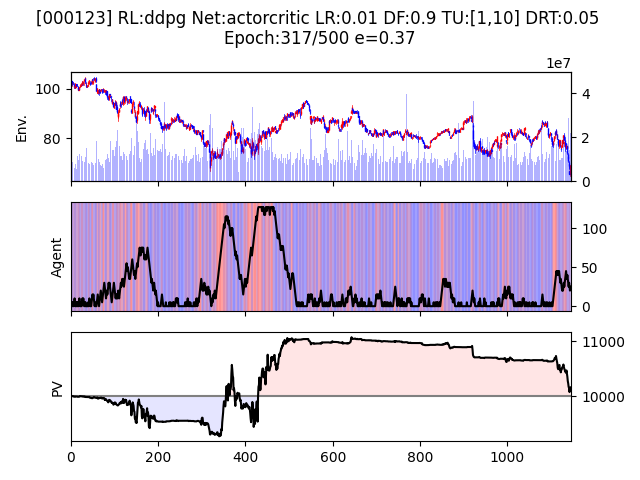 [000123] RL:ddpg Net:actorcritic LR:0.01 DF:0.9 TU:[1,10] DRT:0.05
Epoch:317/500 e=0.37
1e7
100
80
Env.
4
2
0
Agent
100
50
0
PV
11000
10000
0 200 400 600 800 1000